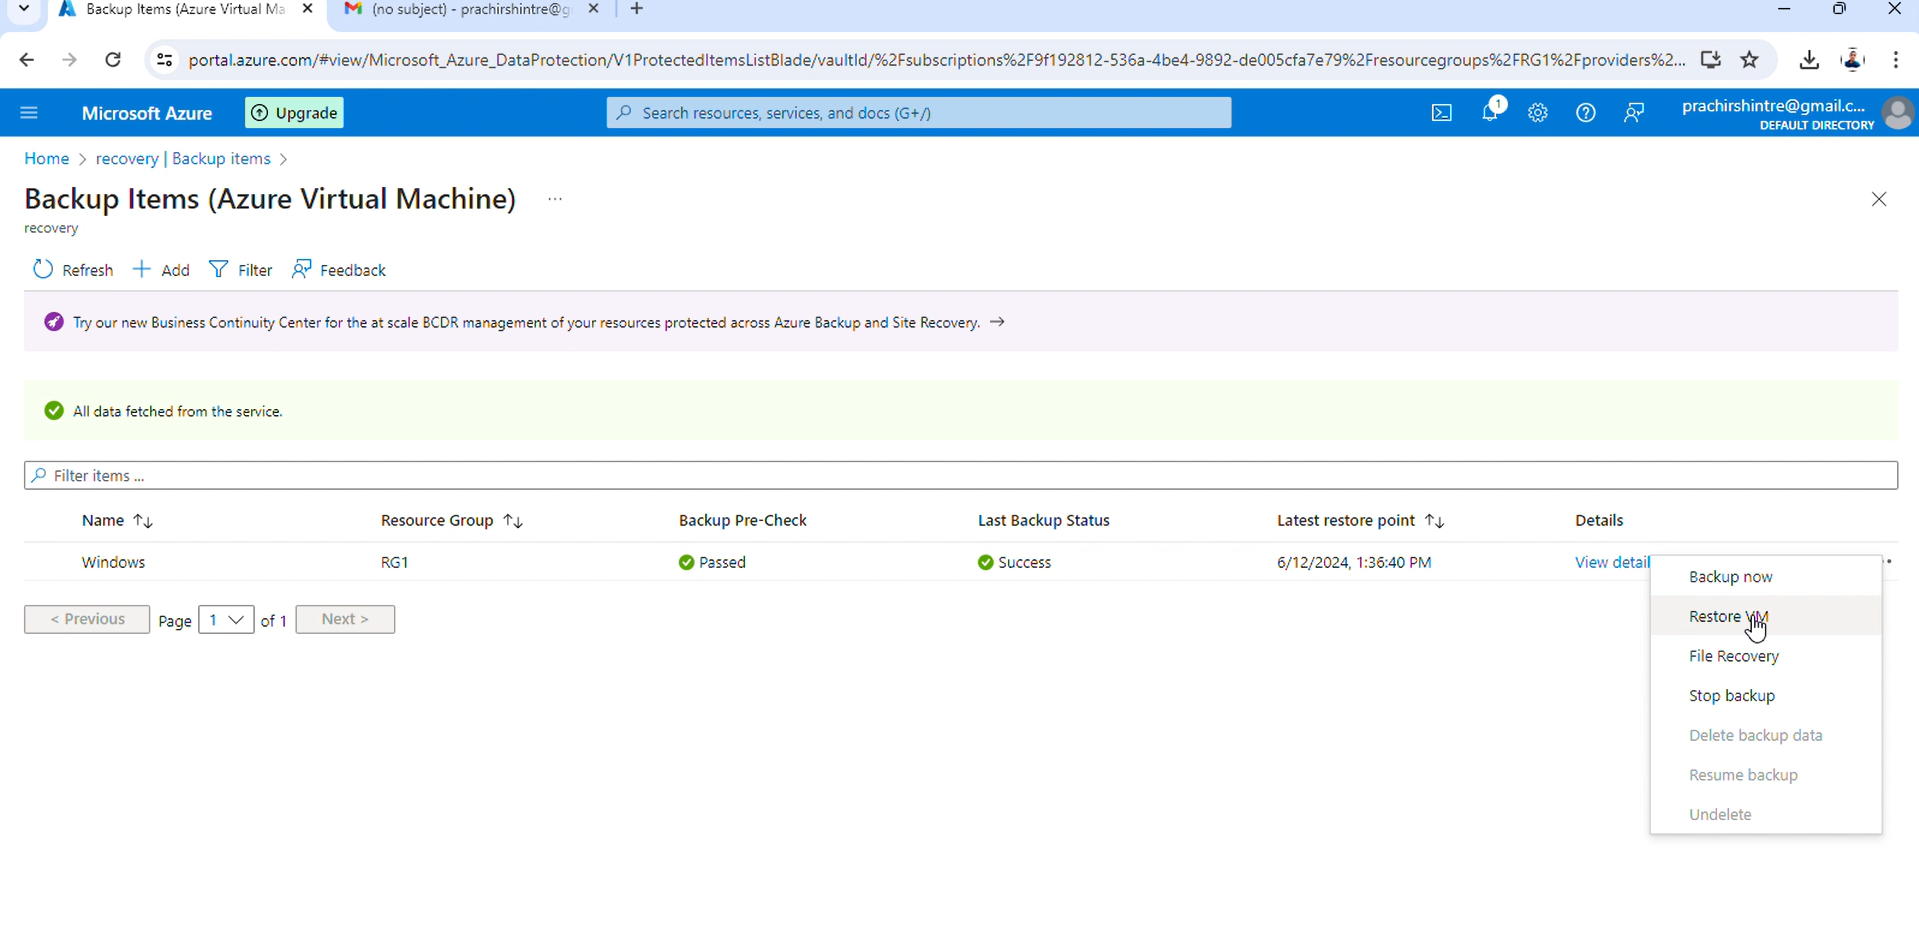 Backup Items (Azure Virtual Ma
(no subject) - prachirshintre@g
portal.azure.com/#view/Microsoft_Azure_DataProtection/V1ProtectedItemsListBlade/vaultId/%2Fsubscriptions%2F9f192812-536a-4be4-9892-de005cfa7e79%2Fresourcegroups%2FRG1%2Fproviders%2...
Microsoft Azure
Upgrade
Search resources, services, and docs (G+/)
1
prachirshintre@gmail.c...
DEFAULT DIRECTORY
Home > recovery | Backup items >
Backup Items (Azure Virtual Machine) ...
recovery
Refresh + Add Filter Feedback
Try our new Business Continuity Center for the at scale BCDR management of your resources protected across Azure Backup and Site Recovery. →
All data fetched from the service.
Filter items ...
Name ↑↓ Resource Group ↑↓ Backup Pre-Check Last Backup Status Latest restore point ↑↓ Details
Windows RG1 Passed Success 6/12/2024, 1:36:40 PM View detail
Backup now
Restore VM
File Recovery
Stop backup
Delete backup data
Resume backup
Undelete
< Previous Page 1 of 1 Next >